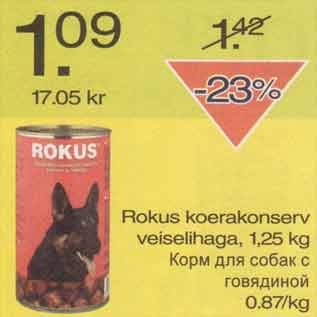 1.09
1.42
17.05 kr
-23%
ROKUS
Rokus koerakonserv
veiselihaga, 1,25 kg
Корм для собак с
говядиной
0.87/kg